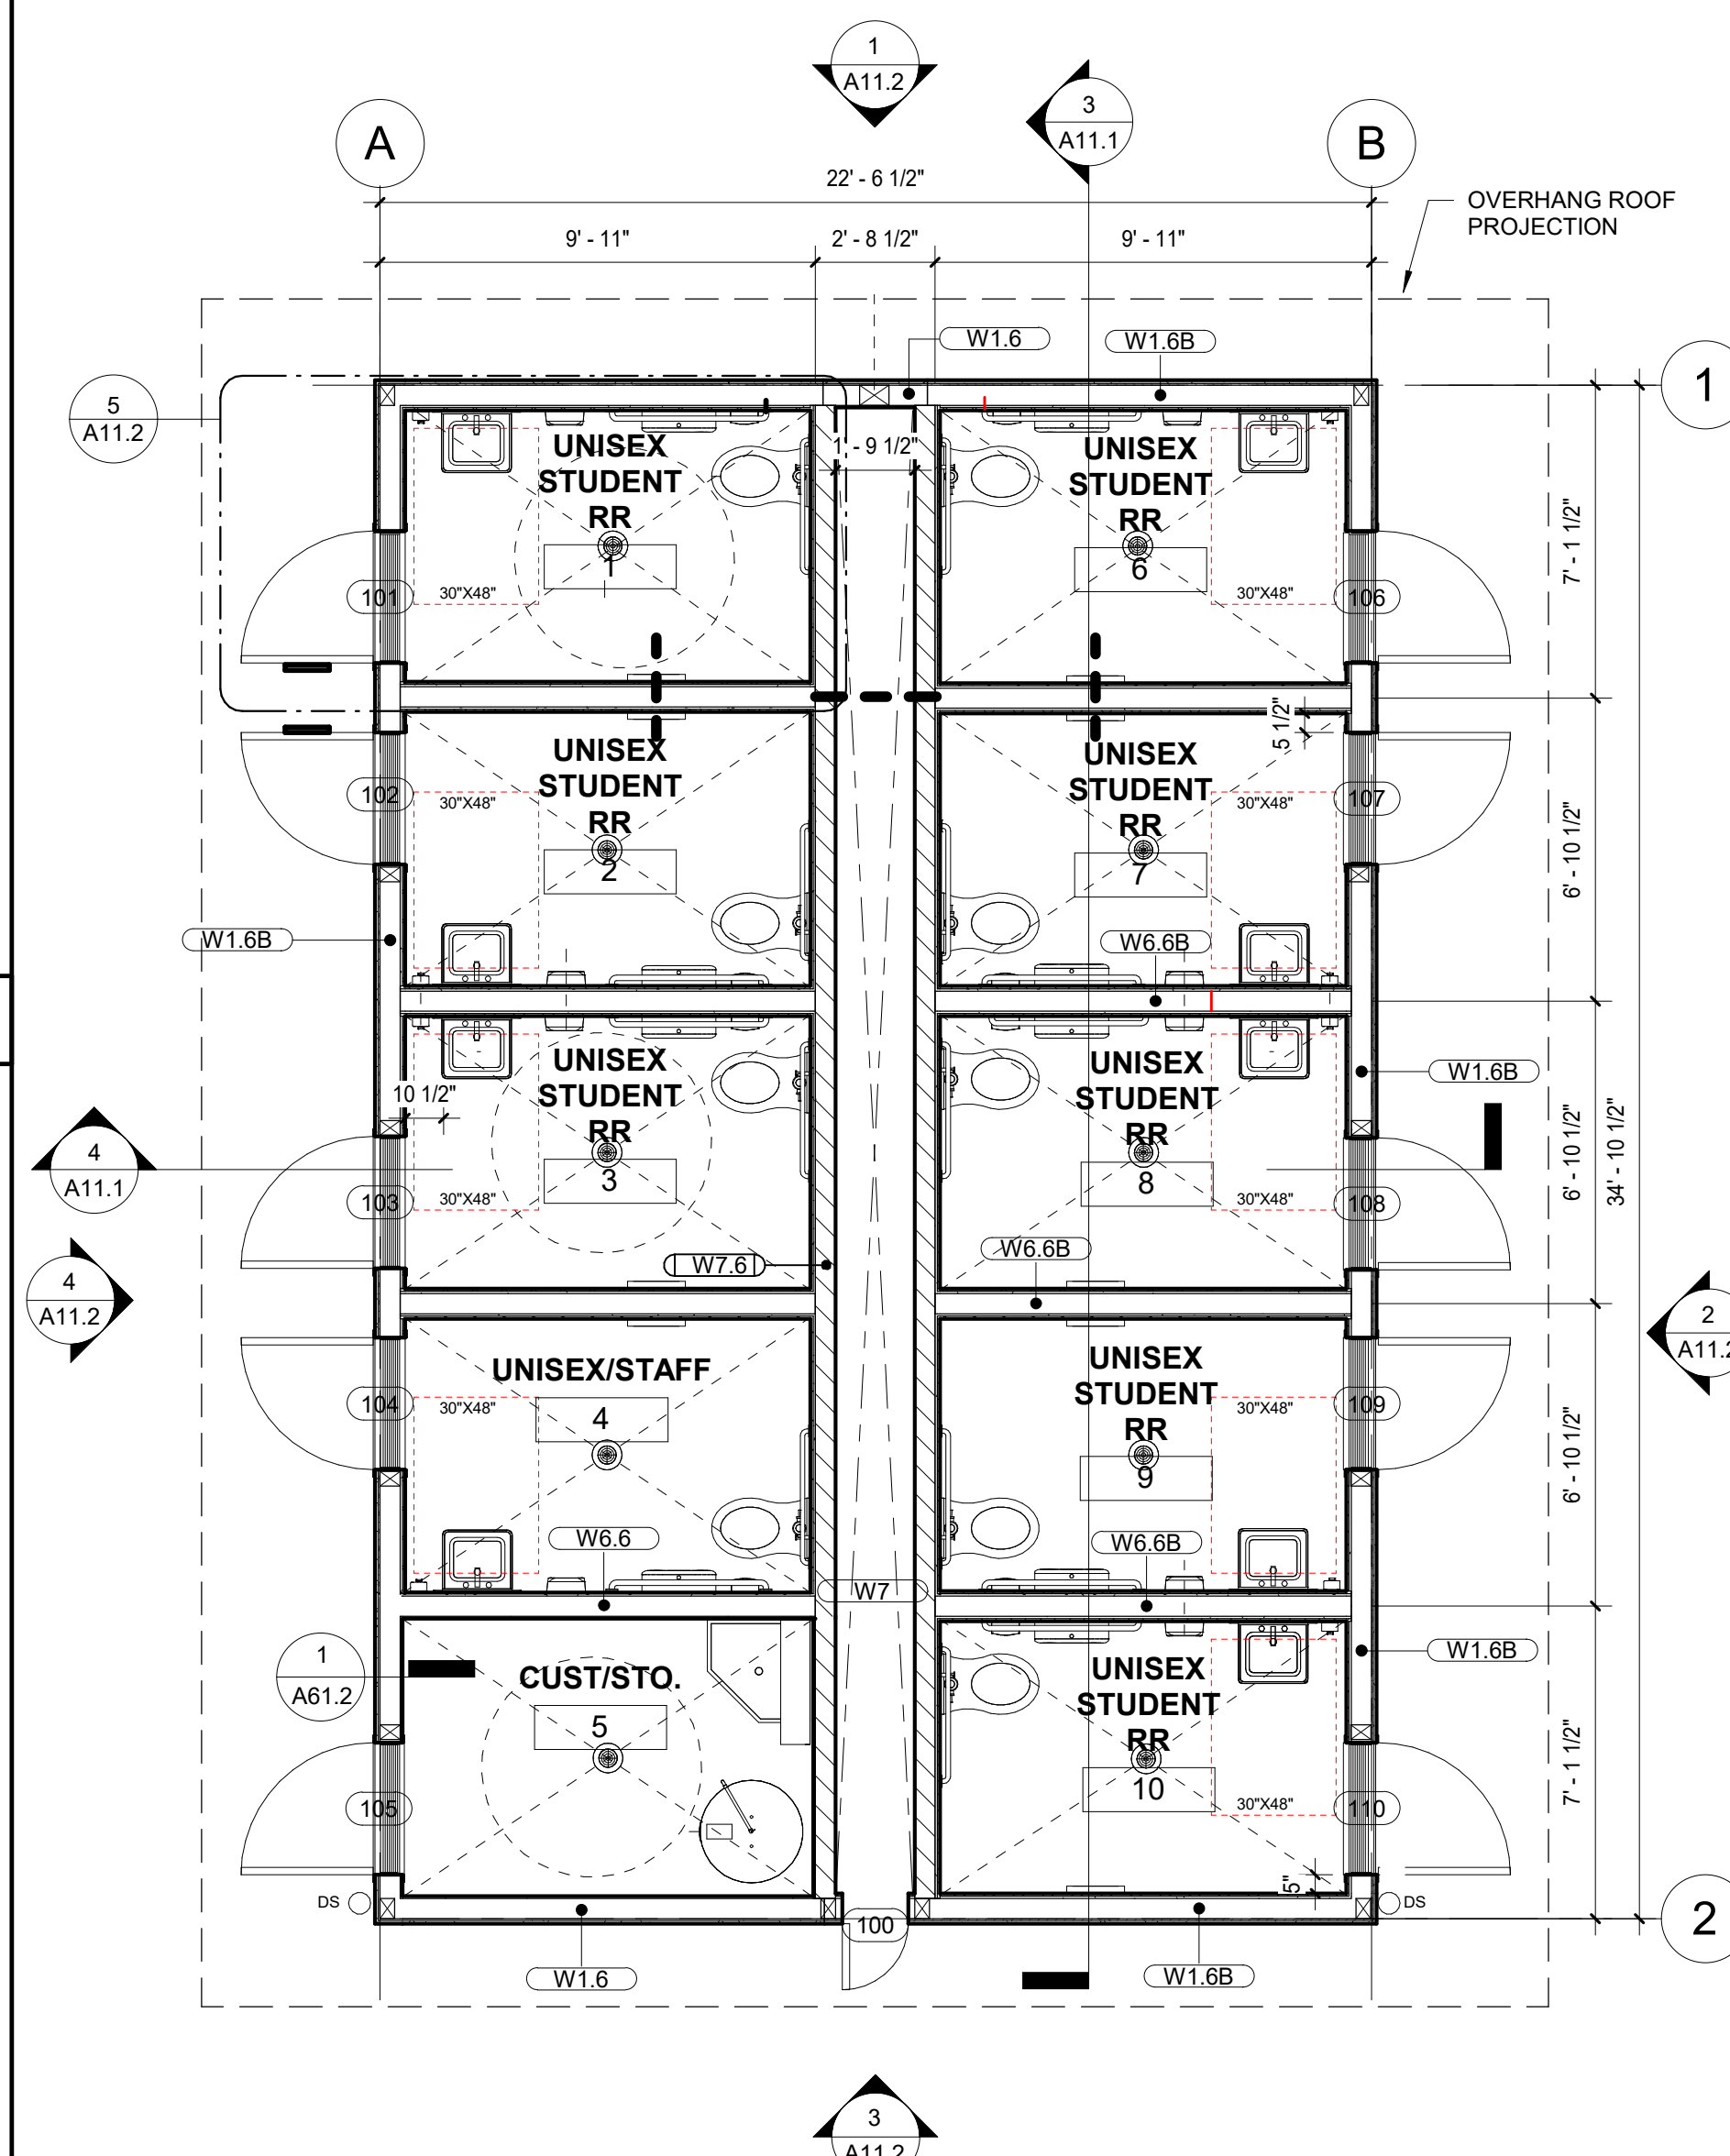 1
A11.2
3
A11.1
A
B
22' - 6 1/2"
OVERHANG ROOF
PROJECTION
9' - 11"
2' - 8 1/2"
9' - 11"
W1.6
W1.6B
1
5
A11.2
UNISEX
STUDENT
RR
1
1' - 9 1/2"
UNISEX
STUDENT
RR
6
7' - 1 1/2"
101
30"X48"
30"X48"
106
5 1/2"
UNISEX
STUDENT
RR
2
UNISEX
STUDENT
RR
7
102
30"X48"
30"X48"
107
6' - 10 1/2"
W1.6B
W6.6B
UNISEX
STUDENT
RR
3
UNISEX
STUDENT
RR
8
10 1/2"
W1.6B
4
A11.1
6' - 10 1/2"
34' - 10 1/2"
103
30"X48"
30"X48"
108
W7.6
W6.6B
4
A11.2
2
A11.2
UNISEX/STAFF
4
UNISEX
STUDENT
RR
9
104
30"X48"
30"X48"
109
6' - 10 1/2"
W6.6
W6.6B
W7
1
A61.2
CUST/STO.
5
UNISEX
STUDENT
RR
10
W1.6B
7' - 1 1/2"
105
30"X48"
110
5"
DS
DS
100
2
W1.6
W1.6B
3
A11.2